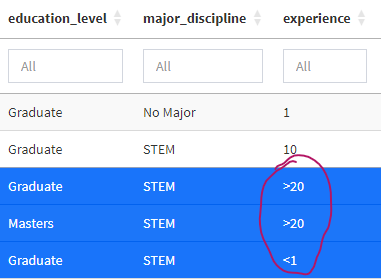 education_level major_discipline experience
All All All
Graduate No Major 1
Graduate STEM 10
Graduate STEM >20
Masters STEM >20
Graduate STEM <1